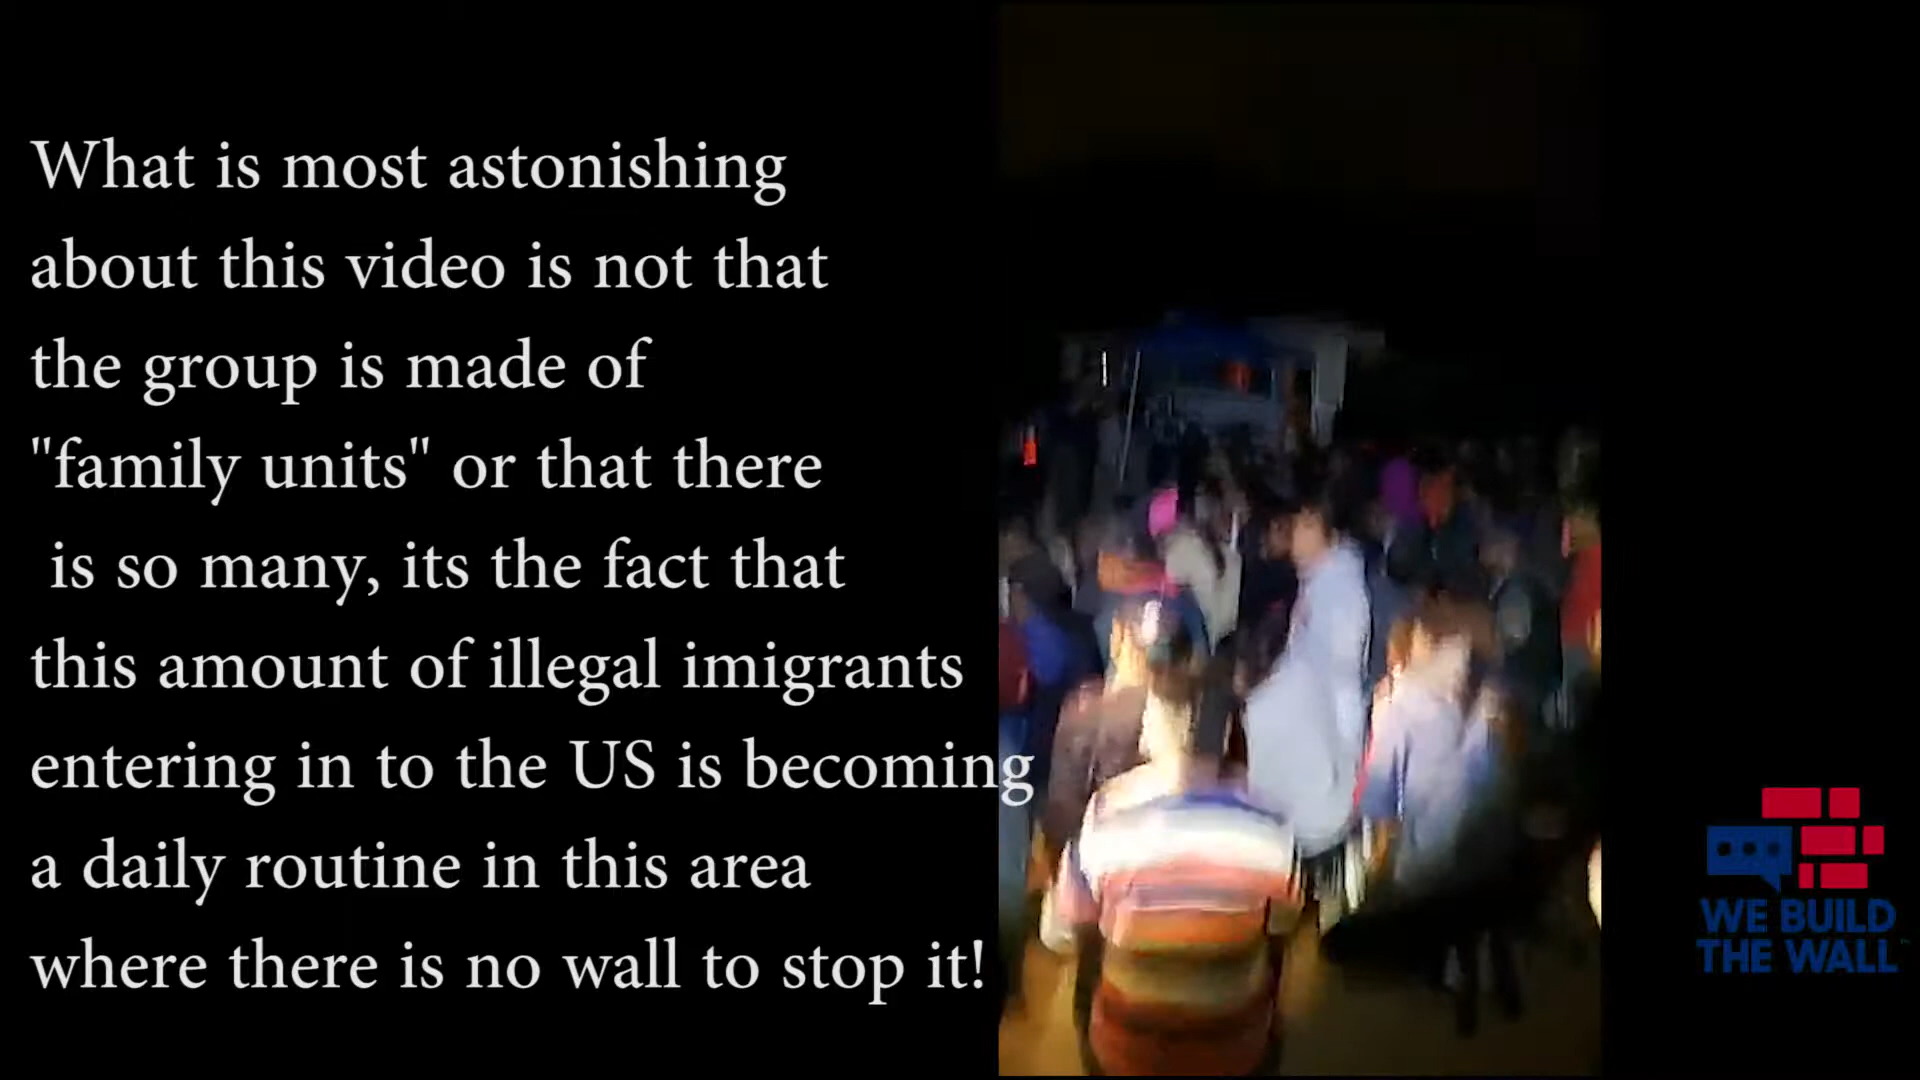 What is most astonishing
about this video is not that
the group is made of
"family units" or that there
is so many, its the fact that
this amount of illegal imigrants
entering in to the US is becoming
a daily routine in this area
where there is no wall to stop it!
WE BUILD
THE WALL